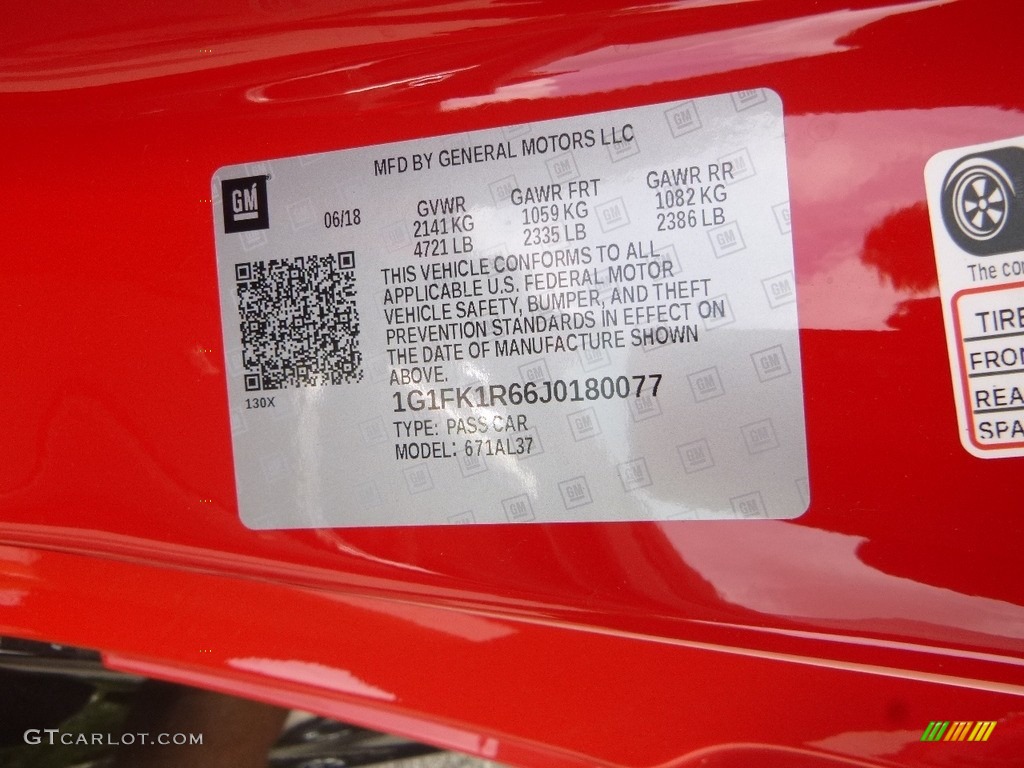 MFD BY GENERAL MOTORS LLC
GM
06/18
GVWR
2141 KG
4721 LB
GAWR FRT
1059 KG
2335 LB
GAWR RR
1082 KG
2386 LB
THIS VEHICLE CONFORMS TO ALL
APPLICABLE U.S. FEDERAL MOTOR
VEHICLE SAFETY, BUMPER, AND THEFT
PREVENTION STANDARDS IN EFFECT ON
THE DATE OF MANUFACTURE SHOWN
ABOVE.
130X
1G1FK1R66J0180077
TYPE: PASS CAR
MODEL: 671AL37
The co
TIRE
FRON
REA
SPA
GTCARLOT.COM